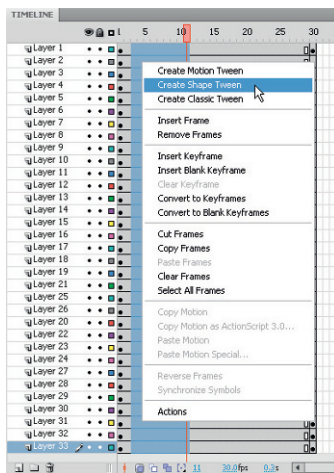 TIMELINE
1 5 10 15 20 25 30
Layer 1
Layer 2
Layer 3
Layer 4
Layer 5
Layer 6
Layer 7
Layer 8
Layer 9
Layer 10
Layer 11
Layer 12
Layer 13
Layer 14
Layer 15
Layer 16
Layer 17
Layer 18
Layer 19
Layer 21
Layer 25
Layer 26
Layer 20
Layer 22
Layer 23
Layer 24
Layer 27
Layer 28
Layer 29
Layer 30
Layer 31
Layer 32
Layer 33
Create Motion Tween
Create Shape Tween
Create Classic Tween
Insert Frame
Remove Frames
Insert Keyframe
Insert Blank Keyframe
Clear Keyframe
Convert to Keyframes
Convert to Blank Keyframes
Cut Frames
Copy Frames
Paste Frames
Clear Frames
Select All Frames
Copy Motion
Copy Motion as ActionScript 3.0...
Paste Motion
Paste Motion Special...
Reverse Frames
Synchronize Symbols
Actions
11 30.0fps 0.3s